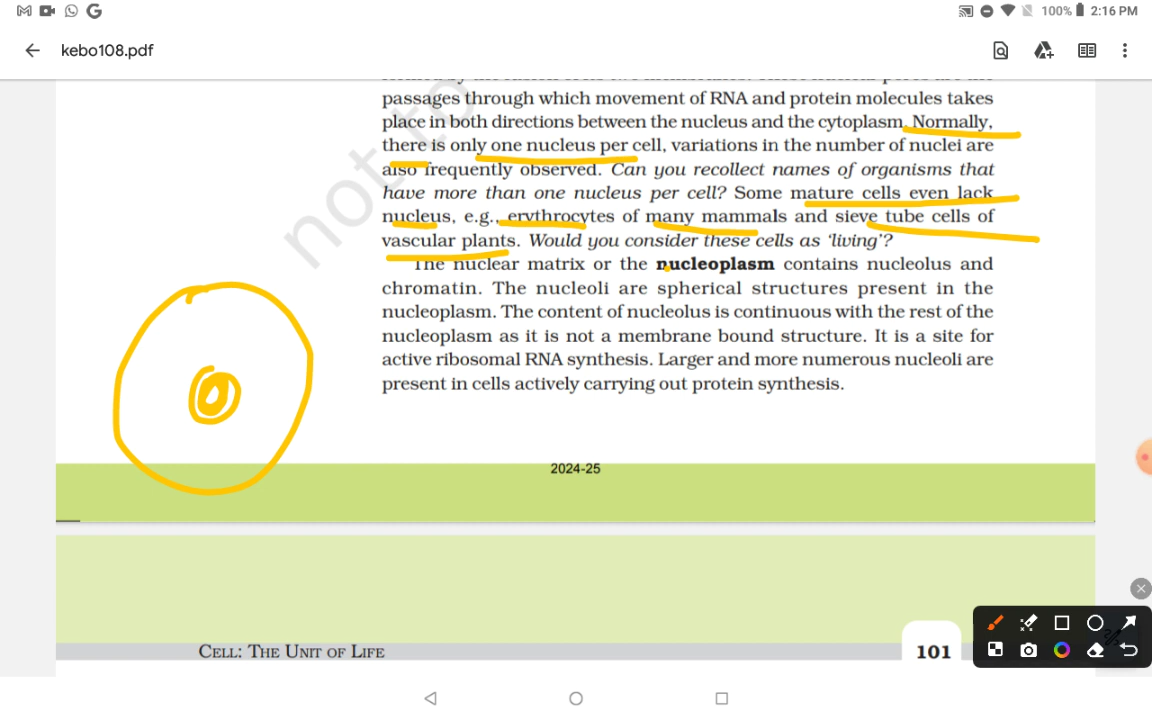 100% 2:16 PM
kebo108.pdf
passages through which movement of RNA and protein molecules takes
place in both directions between the nucleus and the cytoplasm. Normally,
there is only one nucleus per cell, variations in the number of nuclei are
also frequently observed. Can you recollect names of organisms that
have more than one nucleus per cell? Some mature cells even lack
nucleus, e.g., erythrocytes of many mammals and sieve tube cells of
vascular plants. Would you consider these cells as ‘living’?
The nuclear matrix or the nucleoplasm contains nucleolus and
chromatin. The nucleoli are spherical structures present in the
nucleoplasm. The content of nucleolus is continuous with the rest of the
nucleoplasm as it is not a membrane bound structure. It is a site for
active ribosomal RNA synthesis. Larger and more numerous nucleoli are
present in cells actively carrying out protein synthesis.
not to
2024-25
CELL: THE UNIT OF LIFE
101